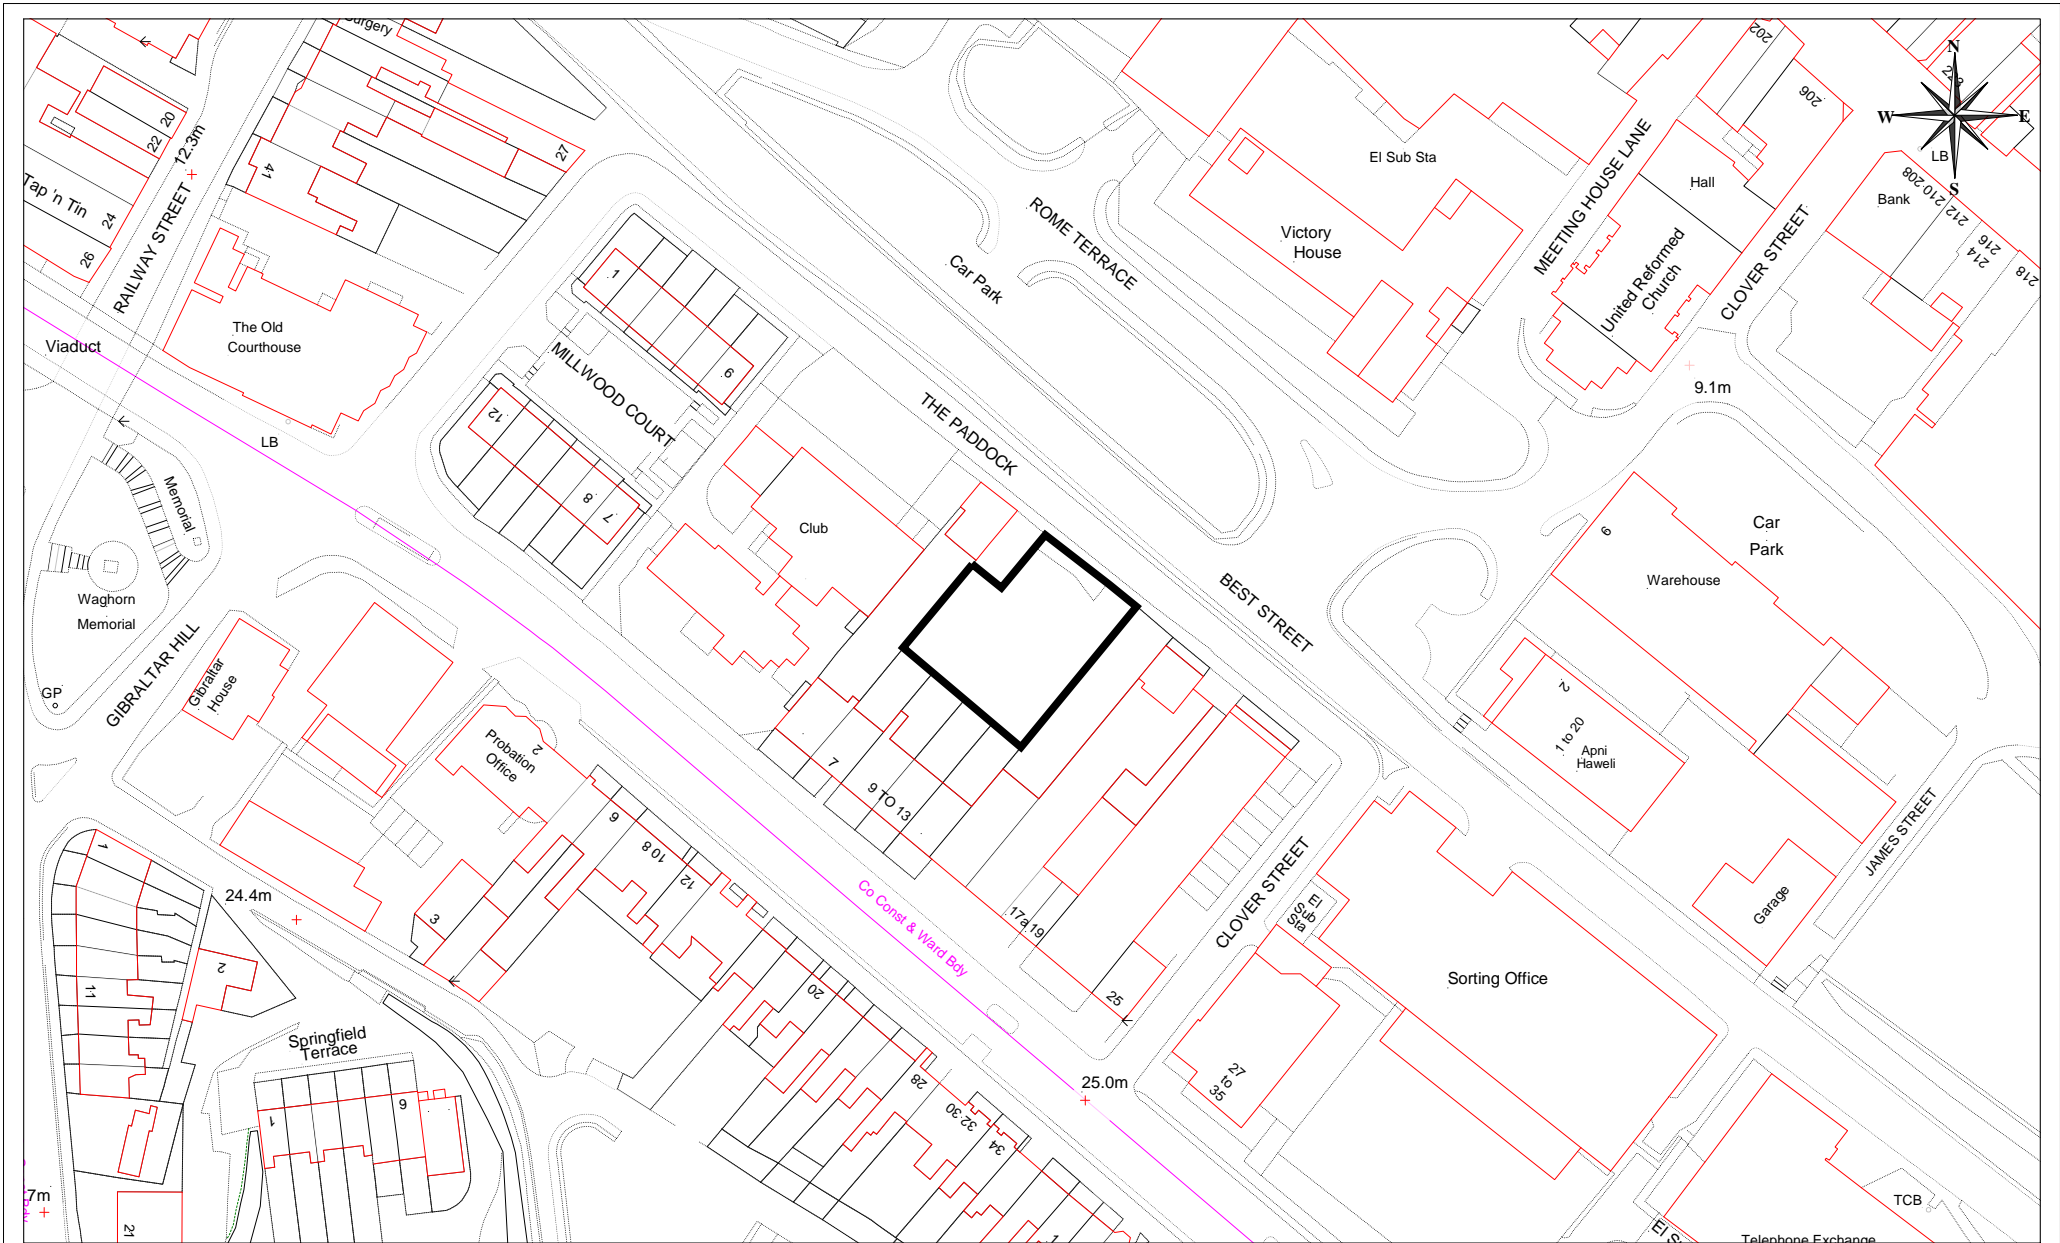 Surgery
202
N
228
206
W
E
S
LB
20
22
12.3m
27
41
El Sub Sta
MEETING HOUSE LANE
Hall
Bank
210-208
212
216
214
218
Tap 'n Tin
24
26
RAILWAY STREET
ROME TERRACE
Victory
House
Car Park
United Reformed
Church
CLOVER STREET
1
The Old
Courthouse
Viaduct
MILLWOOD COURT
6
9.1m
THE PADDOCK
12
LB
8
7
Memorial
Club
6
Car
Park
Warehouse
BEST STREET
Waghorn
Memorial
GIBRALTAR HILL
Gibraltar
House
GP
2
1 to 20
Apni
Haweli
Probation
Office
2
7
9 TO 13
6
10 8
12
JAMES STREET
1
24.4m
3
Co Const & Ward Bdy
17a 19
CLOVER STREET
El
Sub
Sta
Garage
2
11
20
25
Sorting Office
Springfield
Terrace
28
25.0m
27
to
35
1
6
32-30
34
7m
21
TCB
El S
Telephone Exchange
1